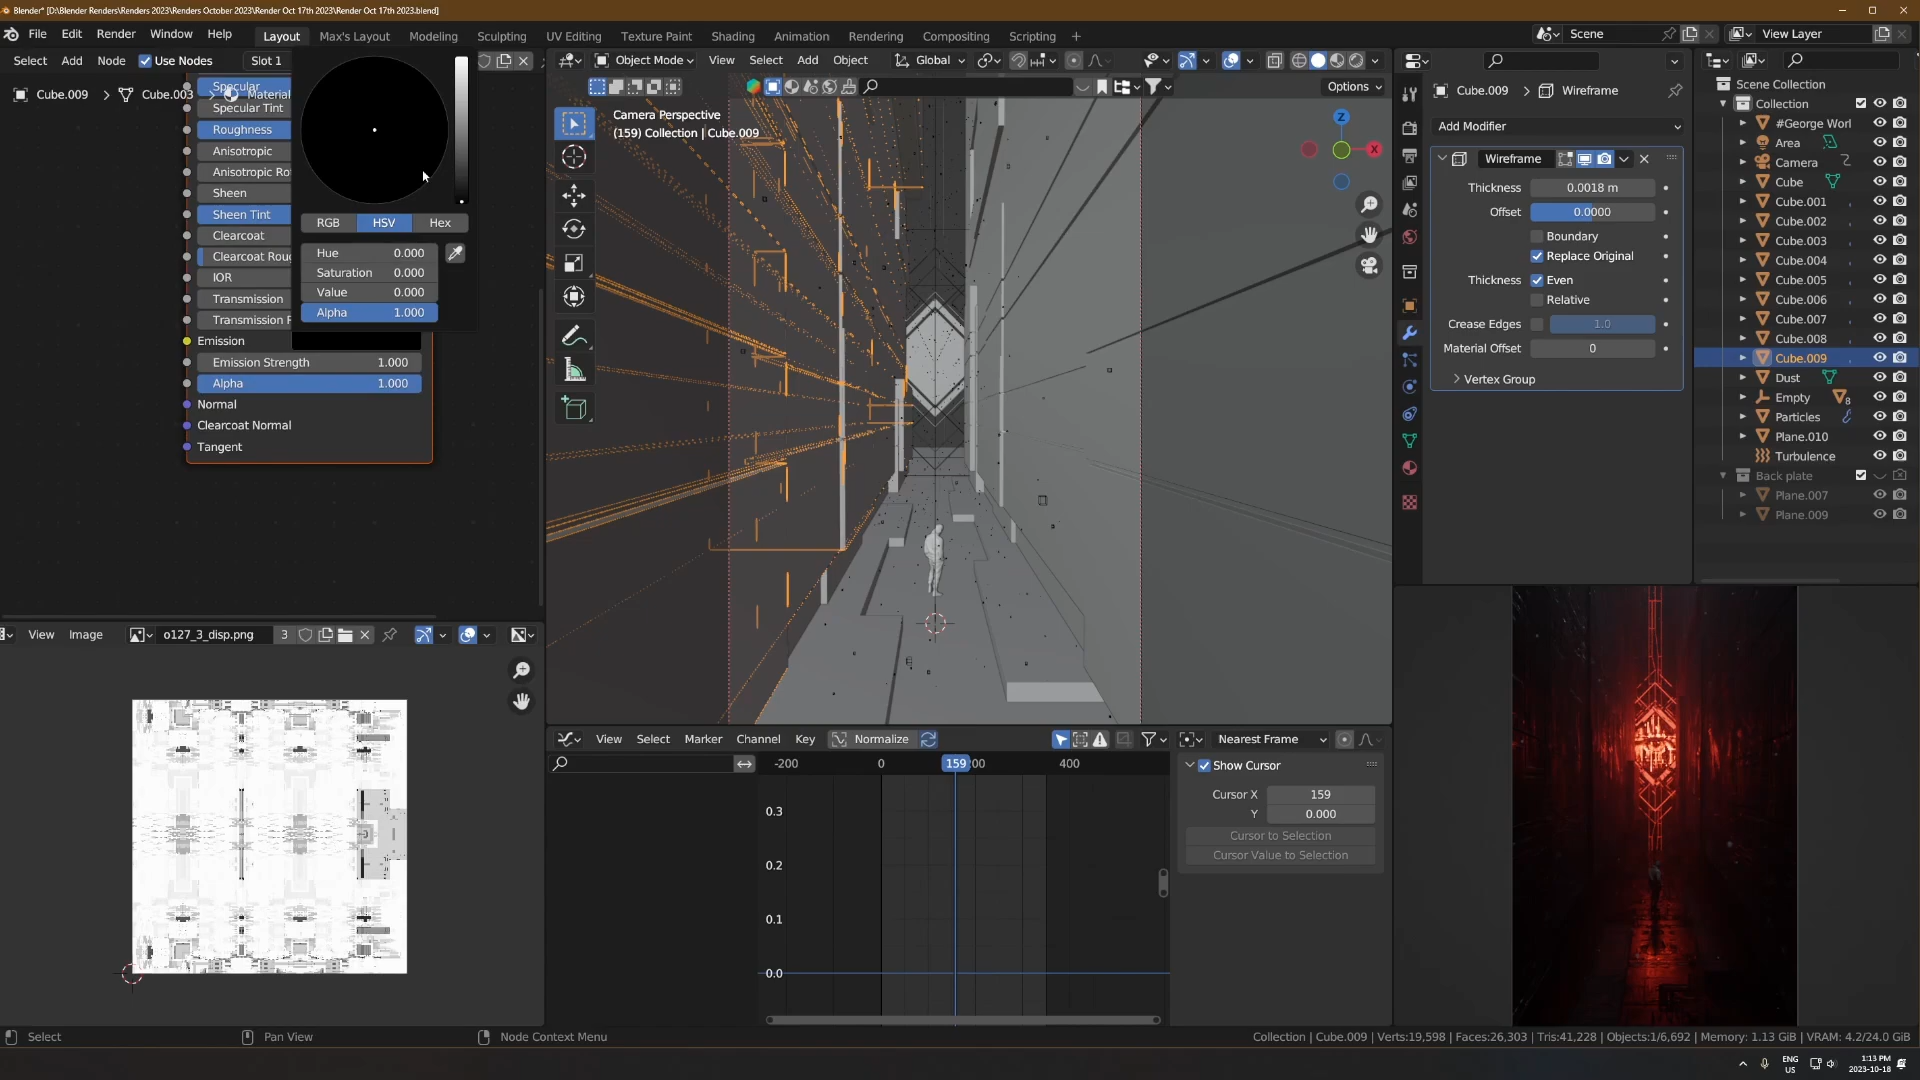 Blender* [D:\Blender Renders\Renders 2023\Renders October 2023\Render Oct 17th 2023\Render Oct 17th 2023.blend]
File Edit Render Window Help Layout Max's Layout Modeling Sculpting UV Editing Texture Paint Shading Animation Rendering Compositing Scripting + Scene View Layer
Select Add Node Use Nodes Slot 1
Cube.009 > Cube.003 > Material
Specular
Specular Tint
Roughness
Anisotropic
Anisotropic Ro
Sheen
Sheen Tint
Clearcoat
Clearcoat Roug
IOR
Transmission
Transmission R
Emission
Emission Strength 1.000
Alpha 1.000
Normal
Clearcoat Normal
Tangent
RGB HSV Hex
Hue 0.000
Saturation 0.000
Value 0.000
Alpha 1.000
Object Mode View Select Add Object Global
Options
Camera Perspective
(159) Collection | Cube.009
Z
X
Cube.009 > Wireframe
Add Modifier
Wireframe
Thickness 0.0018 m
Offset 0.0000
Boundary
Replace Original
Thickness Even
Relative
Crease Edges 1.0
Material Offset 0
Vertex Group
Scene Collection
Collection
#George Worl
Area
Camera
Cube
Cube.001
Cube.002
Cube.003
Cube.004
Cube.005
Cube.006
Cube.007
Cube.008
Cube.009
Dust
Empty 8
Particles
Plane.010
Turbulence
Back plate
Plane.007
Plane.009
View Image o127_3_disp.png 3
View Select Marker Channel Key Normalize Nearest Frame
-200 0 159 200 400
0.3
0.2
0.1
0.0
Show Cursor
Cursor X 159
Y 0.000
Cursor to Selection
Cursor Value to Selection
Select Pan View Node Context Menu
Collection | Cube.009 | Verts:19,598 | Faces:26,303 | Tris:41,228 | Objects:1/6,692 | Memory: 1.13 GiB | VRAM: 4.2/24.0 GiB
ENG
US
1:13 PM
2023-10-18